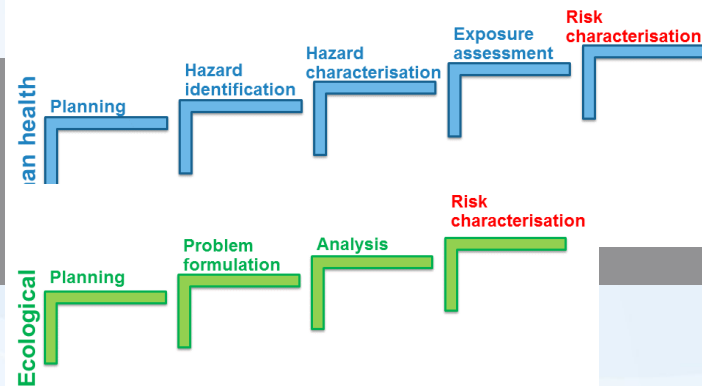 Risk
characterisation
Exposure
assessment
Hazard
characterisation
Hazard
identification
Planning
an health
Risk
characterisation
Analysis
Problem
formulation
Planning
Ecological